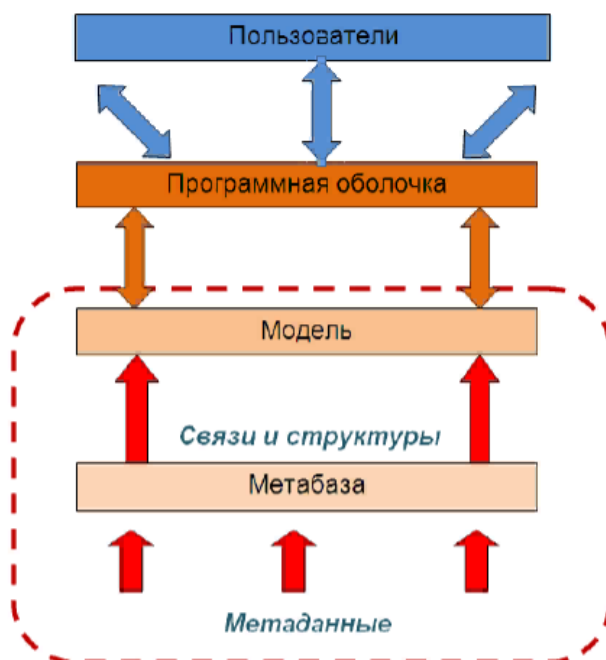 Пользователи
Программная оболочка
Модель
Связи и структуры
Метабаза
Метаданные